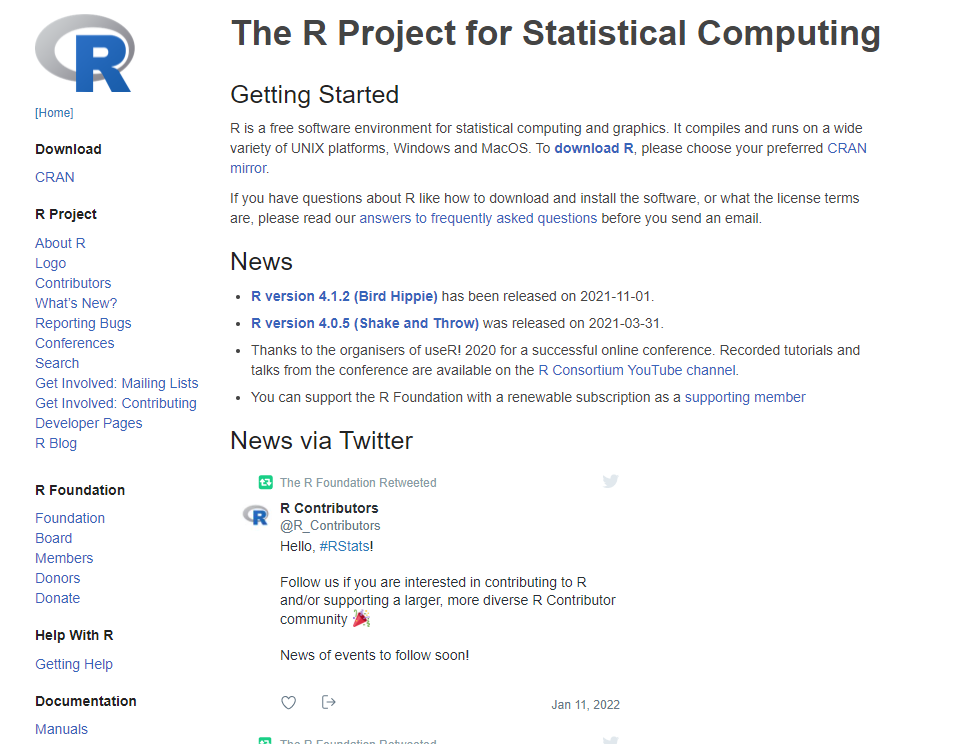 R
[Home]
Download
CRAN
R Project
About R
Logo
Contributors
What's New?
Reporting Bugs
Conferences
Search
Get Involved: Mailing Lists
Get Involved: Contributing
Developer Pages
R Blog
R Foundation
Foundation
Board
Members
Donors
Donate
Help With R
Getting Help
Documentation
Manuals
The R Project for Statistical Computing
Getting Started
R is a free software environment for statistical computing and graphics. It compiles and runs on a wide
variety of UNIX platforms, Windows and MacOS. To download R, please choose your preferred CRAN
mirror.
If you have questions about R like how to download and install the software, or what the license terms
are, please read our answers to frequently asked questions before you send an email.
News
• R version 4.1.2 (Bird Hippie) has been released on 2021-11-01.
• R version 4.0.5 (Shake and Throw) was released on 2021-03-31.
• Thanks to the organisers of useR! 2020 for a successful online conference. Recorded tutorials and
talks from the conference are available on the R Consortium YouTube channel.
• You can support the R Foundation with a renewable subscription as a supporting member
News via Twitter
The R Foundation Retweeted
R
R Contributors
@R_Contributors
Hello, #RStats!
Follow us if you are interested in contributing to R
and/or supporting a larger, more diverse R Contributor
community 🎉
News of events to follow soon!
Jan 11, 2022
The R Foundation Retweeted